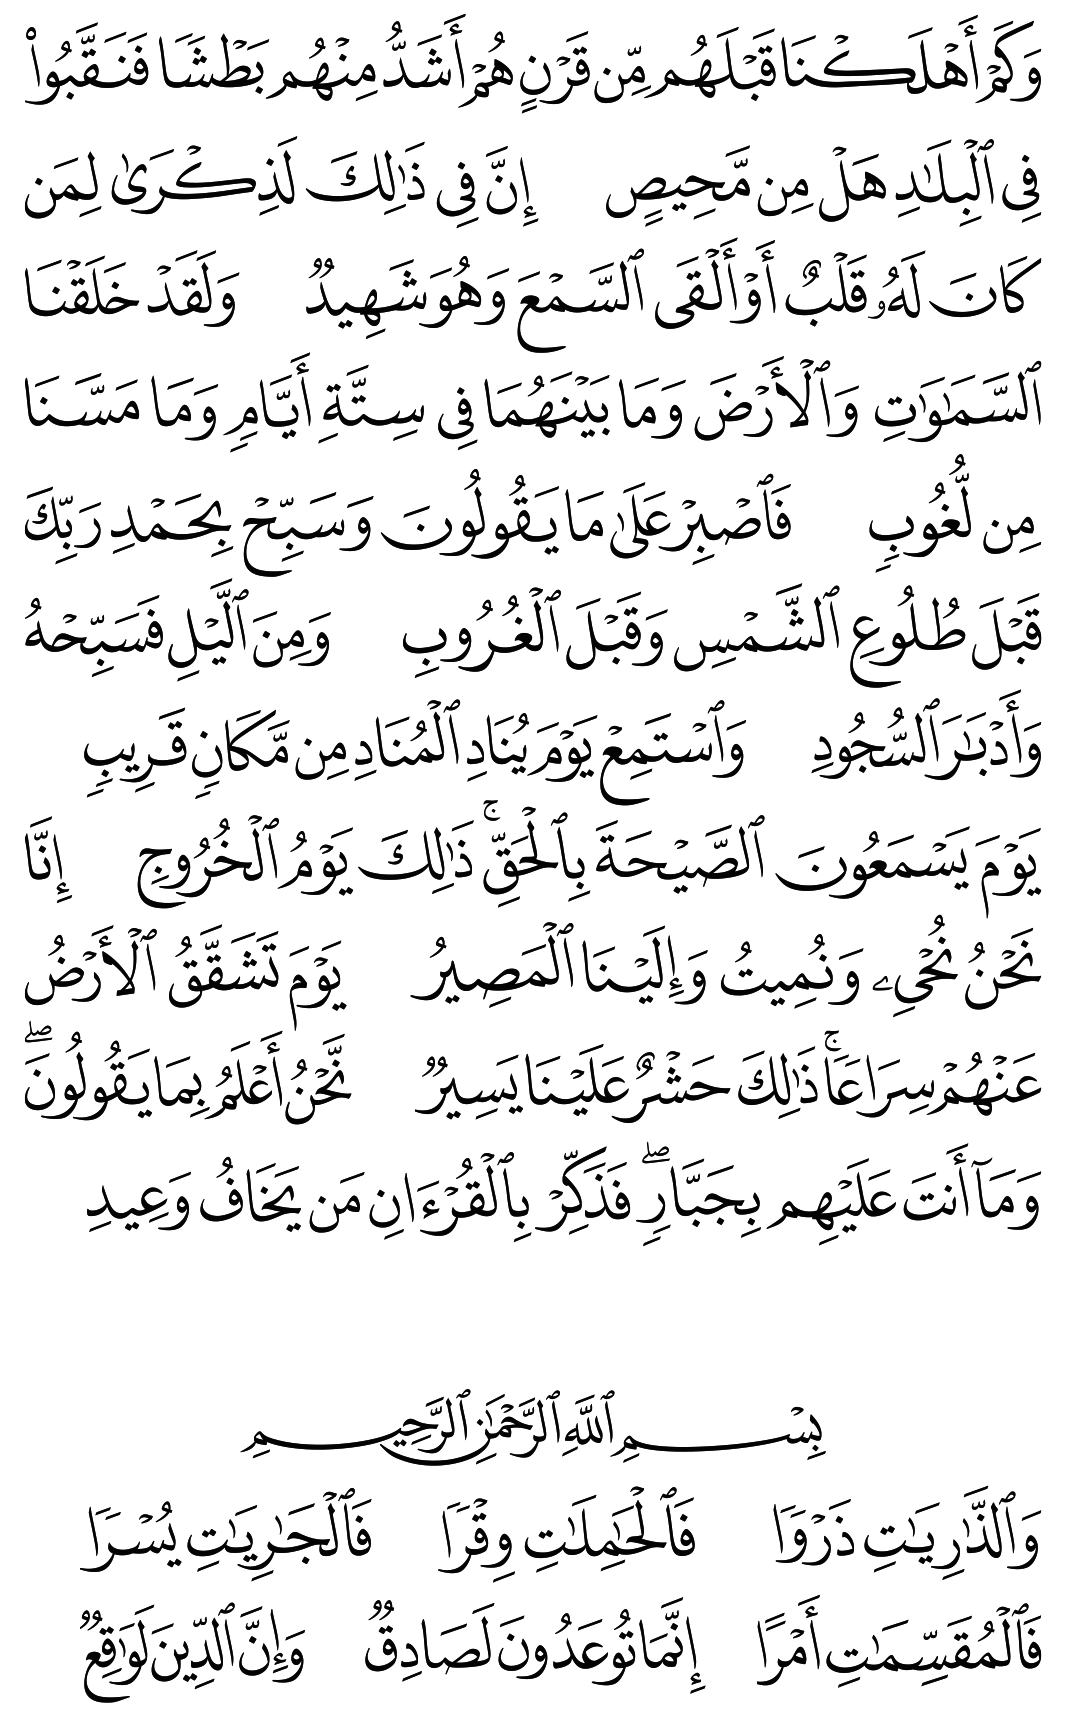 وَكَمْ أَهْلَكْنَا قَبْلَهُم مِّن قَرْنٍ هُمْ أَشَدُّ مِنْهُم بَطْشًا فَنَقَّبُوا۟
فِى ٱلْبِلَـٰدِ هَلْ مِن مَّحِيصٍ إِنَّ فِى ذَٰلِكَ لَذِكْرَىٰ لِمَن
كَانَ لَهُۥ قَلْبٌ أَوْ أَلْقَى ٱلسَّمْعَ وَهُوَ شَهِيدٌ وَلَقَدْ خَلَقْنَا
ٱلسَّمَـٰوَٰتِ وَٱلْأَرْضَ وَمَا بَيْنَهُمَا فِى سِتَّةِ أَيَّامٍ وَمَا مَسَّنَا
مِن لُّغُوبٍ فَٱصْبِرْ عَلَىٰ مَا يَقُولُونَ وَسَبِّحْ بِحَمْدِ رَبِّكَ
قَبْلَ طُلُوعِ ٱلشَّمْسِ وَقَبْلَ ٱلْغُرُوبِ وَمِنَ ٱلَّيْلِ فَسَبِّحْهُ
وَأَدْبَـٰرَ ٱلسُّجُودِ وَٱسْتَمِعْ يَوْمَ يُنَادِ ٱلْمُنَادِ مِن مَّكَانٍ قَرِيبٍ
يَوْمَ يَسْمَعُونَ ٱلصَّيْحَةَ بِٱلْحَقِّ ۚ ذَٰلِكَ يَوْمُ ٱلْخُرُوجِ إِنَّا
نَحْنُ نُحْىِۦ وَنُمِيتُ وَإِلَيْنَا ٱلْمَصِيرُ يَوْمَ تَشَقَّقُ ٱلْأَرْضُ
عَنْهُمْ سِرَاعًا ۚ ذَٰلِكَ حَشْرٌ عَلَيْنَا يَسِيرٌ نَّحْنُ أَعْلَمُ بِمَا يَقُولُونَ ۖ
وَمَآ أَنتَ عَلَيْهِم بِجَبَّارٍ ۖ فَذَكِّرْ بِٱلْقُرْءَانِ مَن يَخَافُ وَعِيدِ
بِسْمِ ٱللَّهِ ٱلرَّحْمَـٰنِ ٱلرَّحِيمِ
وَٱلذَّٰرِيَـٰتِ ذَرْوًا فَٱلْحَـٰمِلَـٰتِ وِقْرًا فَٱلْجَـٰرِيَـٰتِ يُسْرًا
فَٱلْمُقَسِّمَـٰتِ أَمْرًا إِنَّمَا تُوعَدُونَ لَصَادِقٌ وَإِنَّ ٱلدِّينَ لَوَٰقِعٌ